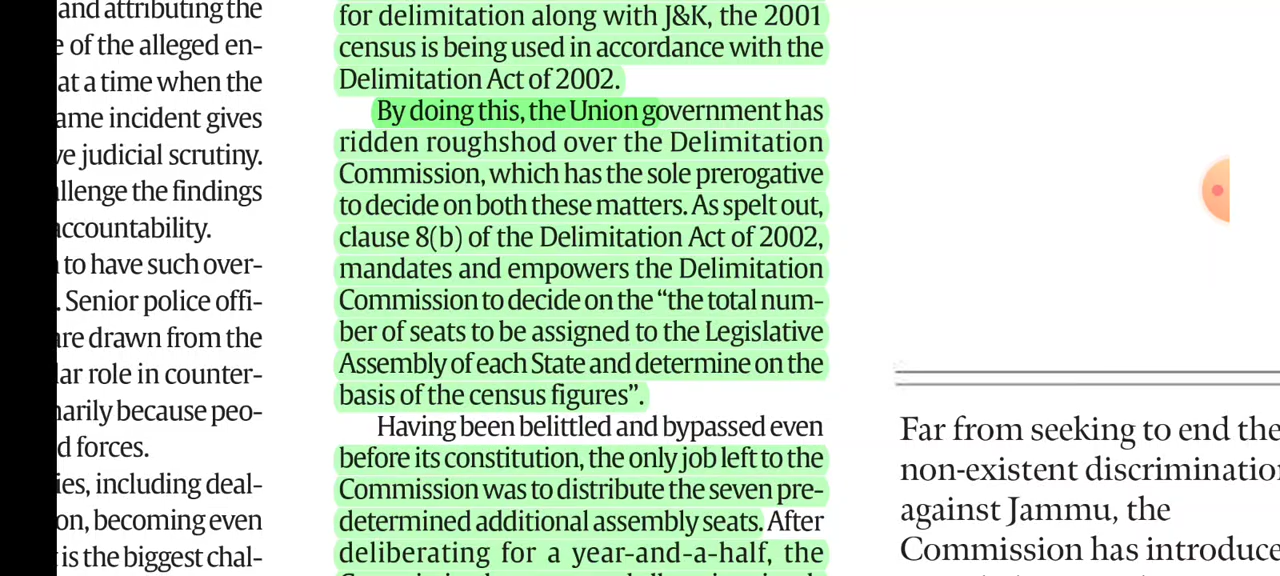 and attributing the
of the alleged en-
at a time when the
ame incident gives
judicial scrutiny.
llenge the findings
accountability.
to have such over-
. Senior police offi-
are drawn from the
lar role in counter-
narily because peo-
d forces.
ies, including deal-
on, becoming even
is the biggest chal-
for delimitation along with J&K, the 2001
census is being used in accordance with the
Delimitation Act of 2002.
By doing this, the Union government has
ridden roughshod over the Delimitation
Commission, which has the sole prerogative
to decide on both these matters. As spelt out,
clause 8(b) of the Delimitation Act of 2002,
mandates and empowers the Delimitation
Commission to decide on the “the total num-
ber of seats to be assigned to the Legislative
Assembly of each State and determine on the
basis of the census figures”.
Having been belittled and bypassed even
before its constitution, the only job left to the
Commission was to distribute the seven pre-
determined additional assembly seats. After
deliberating for a year-and-a-half, the
Far from seeking to end the
non-existent discrimination
against Jammu, the
Commission has introduce